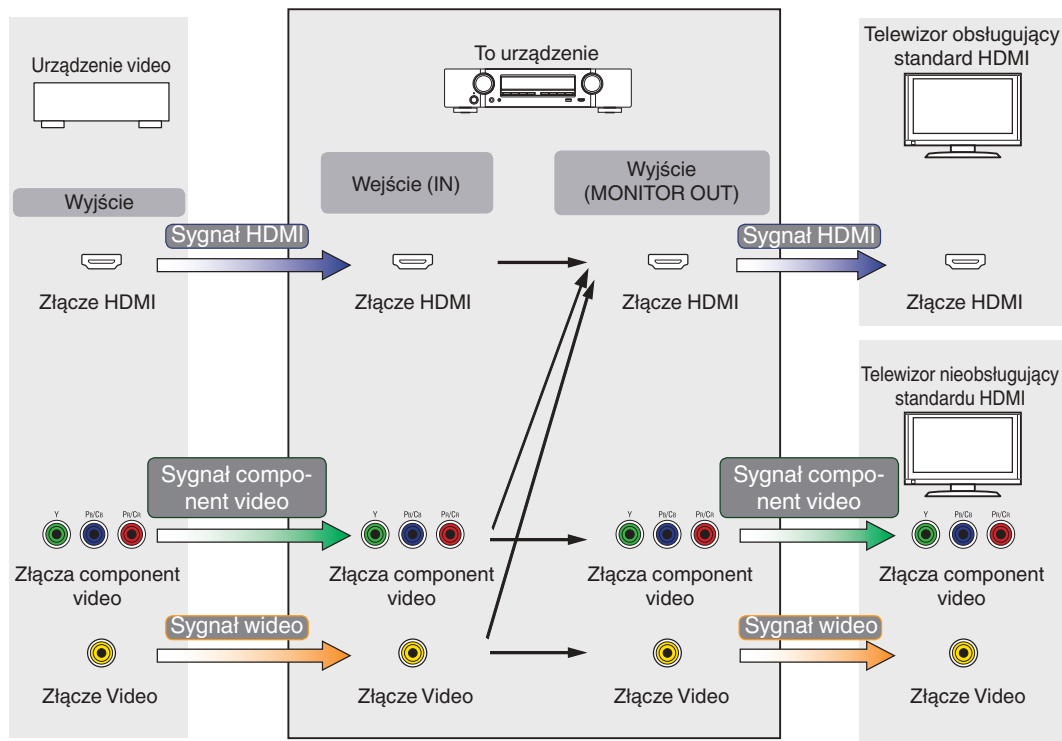 Urządzenie video
To urządzenie
Telewizor obsługujący
standard HDMI
Wyjście
Wejście (IN)
Wyjście
(MONITOR OUT)
Sygnał HDMI
Sygnał HDMI
Złącze HDMI
Złącze HDMI
Złącze HDMI
Złącze HDMI
Telewizor nieobsługujący
standardu HDMI
Sygnał compo-
nent video
Sygnał compo-
nent video
Y PB/CB PR/CR
Y PB/CB PR/CR
Y PB/CB PR/CR
Y PB/CB PR/CR
Złącza component
video
Złącza component
video
Złącza component
video
Złącza component
video
Sygnał wideo
Sygnał wideo
Złącze Video
Złącze Video
Złącze Video
Złącze Video